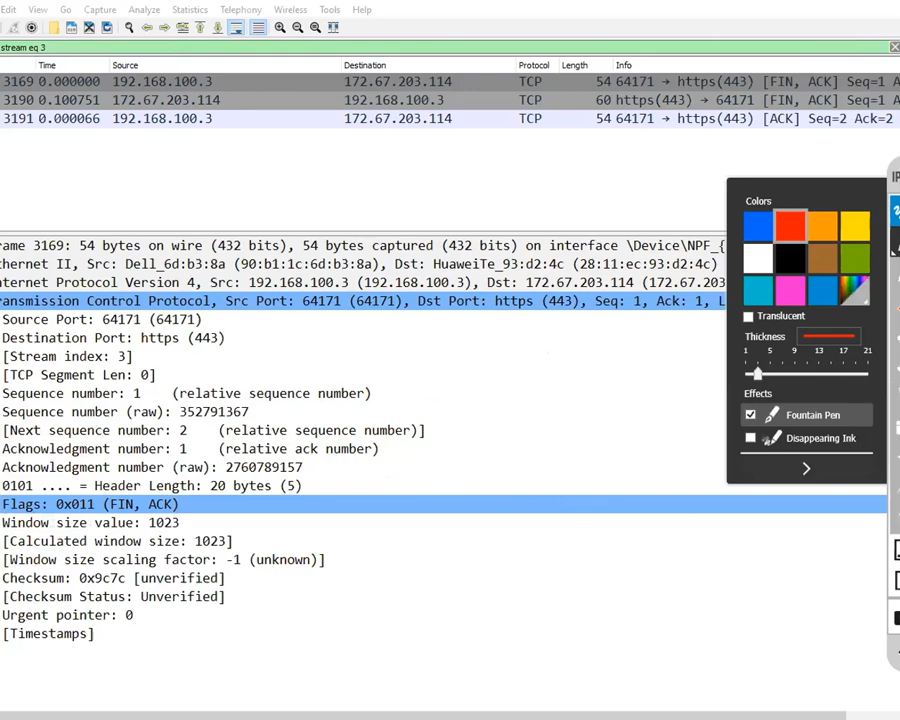 Edit View Go Capture Analyze Statistics Telephony Wireless Tools Help
stream eq 3
Time Source Destination Protocol Length Info
3169 0.000000 192.168.100.3 172.67.203.114 TCP 54 64171 → https(443) [FIN, ACK] Seq=1 A
3190 0.100751 172.67.203.114 192.168.100.3 TCP 60 https(443) → 64171 [FIN, ACK] Seq=1 A
3191 0.000066 192.168.100.3 172.67.203.114 TCP 54 64171 → https(443) [ACK] Seq=2 Ack=2
IP
rame 3169: 54 bytes on wire (432 bits), 54 bytes captured (432 bits) on interface \Device\NPF_{
thernet II, Src: Dell_6d:b3:8a (90:b1:1c:6d:b3:8a), Dst: HuaweiTe_93:d2:4c (28:11:ec:93:d2:4c)
nternet Protocol Version 4, Src: 192.168.100.3 (192.168.100.3), Dst: 172.67.203.114 (172.67.20
ransmission Control Protocol, Src Port: 64171 (64171), Dst Port: https (443), Seq: 1, Ack: 1, L
Source Port: 64171 (64171)
Destination Port: https (443)
[Stream index: 3]
[TCP Segment Len: 0]
Sequence number: 1 (relative sequence number)
Sequence number (raw): 352791367
[Next sequence number: 2 (relative sequence number)]
Acknowledgment number: 1 (relative ack number)
Acknowledgment number (raw): 2760789157
0101 .... = Header Length: 20 bytes (5)
Flags: 0x011 (FIN, ACK)
Window size value: 1023
[Calculated window size: 1023]
[Window size scaling factor: -1 (unknown)]
Checksum: 0x9c7c [unverified]
[Checksum Status: Unverified]
Urgent pointer: 0
[Timestamps]
Colors
Translucent
Thickness
1 5 9 13 17 21
Effects
Fountain Pen
Disappearing Ink